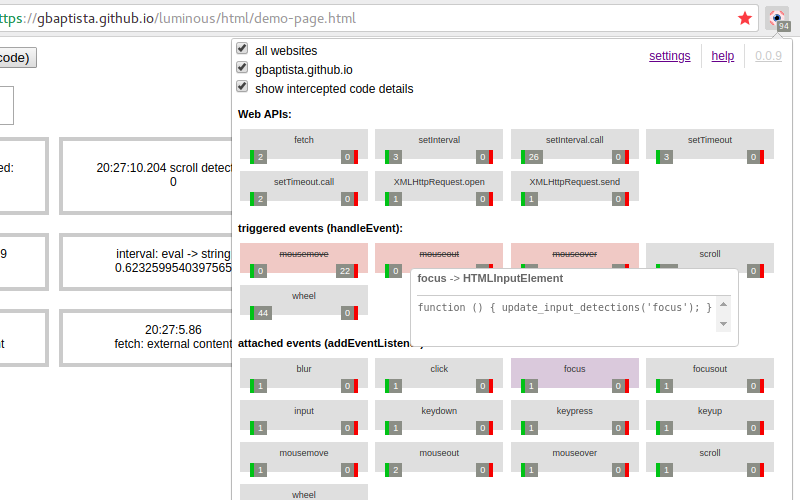 ttps://gbaptista.github.io/luminous/html/demo-page.html
94
code)
all websites
gbaptista.github.io
show intercepted code details
settings
help
0.0.9
Web APIs:
fetch
setInterval
setInterval.call
setTimeout
2 0
3 0
26 0
3 0
setTimeout.call
XMLHttpRequest.open
XMLHttpRequest.send
2 0
1 0
1 0
ed:
20:27:10.204 scroll detect
0
triggered events (handleEvent):
mousemove
mouseout
mouseover
scroll
0 22
0
9
interval: eval -> string
0.6232599540397565
wheel
44 0
focus -> HTMLInputElement
function () { update_input_detections('focus'); }
20:27:5.86
fetch: external content
nt
attached events (addEventListener)
blur
click
focus
focusout
1 0
1 0
1 0
1 0
input
keydown
keypress
keyup
1 0
1 0
1 0
1 0
mousemove
mouseout
mouseover
scroll
1 0
2 0
1 0
1 0
wheel